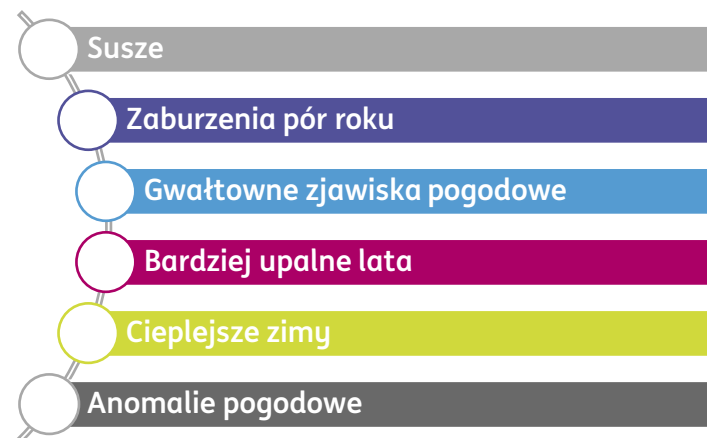 Susze
Zaburzenia pór roku
Gwałtowne zjawiska pogodowe
Bardziej upalne lata
Cieplejsze zimy
Anomalie pogodowe